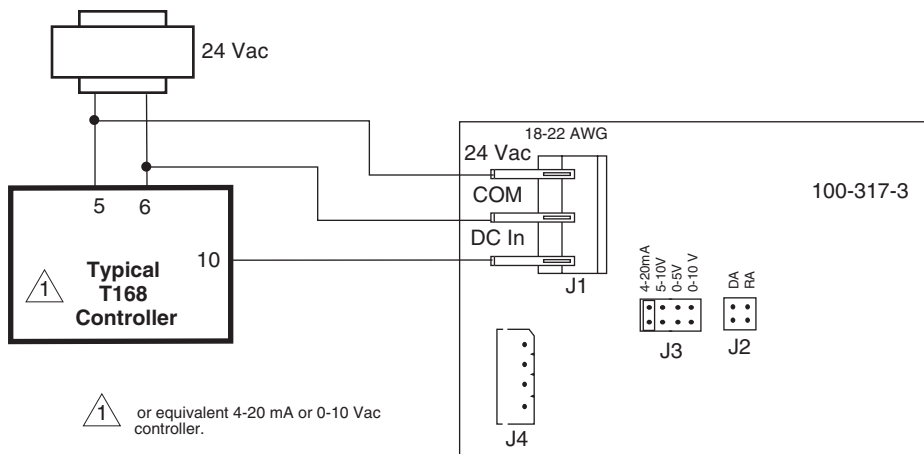 24 Vac
18-22 AWG
24 Vac
COM
DC In
J1
100-317-3
5 6
10
1
Typical
T168
Controller
4-20mA
5-10V
0-5V
0-10 V
J3
DA
RA
J2
J4
1 or equivalent 4-20 mA or 0-10 Vac
controller.